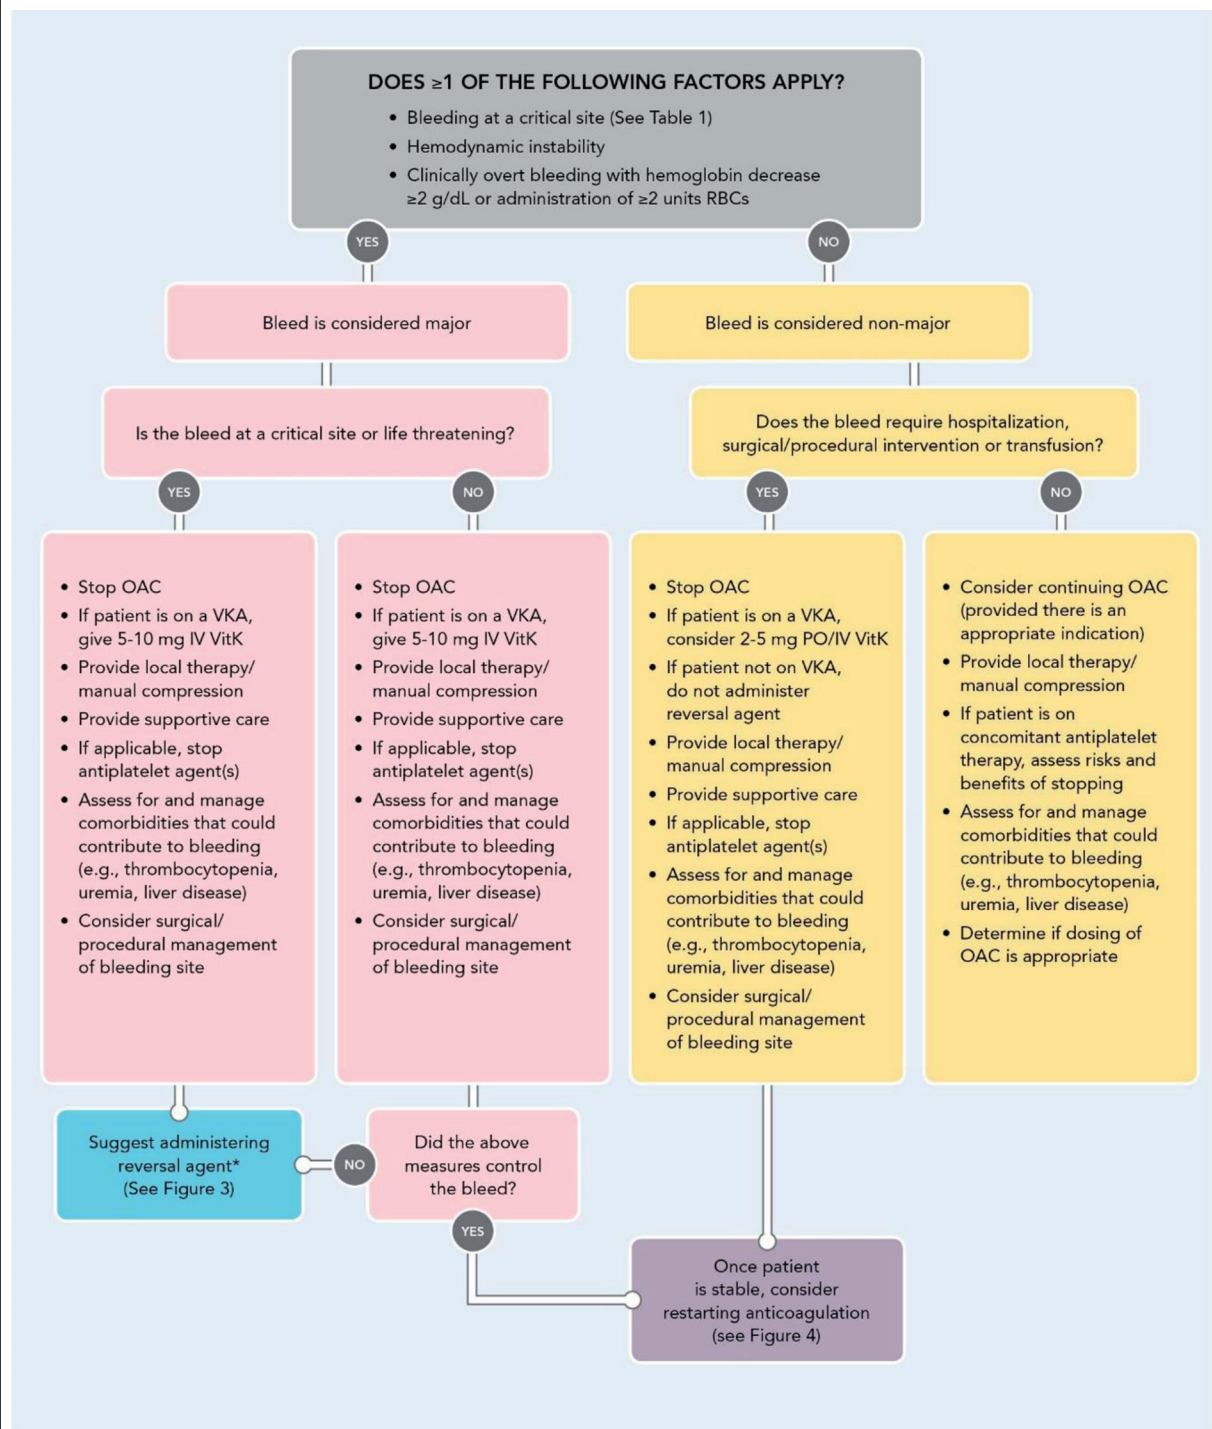 DOES ≥1 OF THE FOLLOWING FACTORS APPLY?
• Bleeding at a critical site (See Table 1)
• Hemodynamic instability
• Clinically overt bleeding with hemoglobin decrease
≥2 g/dL or administration of ≥2 units RBCs
YES
NO
Bleed is considered major
Bleed is considered non-major
Is the bleed at a critical site or life threatening?
Does the bleed require hospitalization,
surgical/procedural intervention or transfusion?
YES
NO
YES
NO
• Stop OAC
• If patient is on a VKA,
give 5-10 mg IV VitK
• Provide local therapy/
manual compression
• Provide supportive care
• If applicable, stop
antiplatelet agent(s)
• Assess for and manage
comorbidities that could
contribute to bleeding
(e.g., thrombocytopenia,
uremia, liver disease)
• Consider surgical/
procedural management
of bleeding site
• Stop OAC
• If patient is on a VKA,
give 5-10 mg IV VitK
• Provide local therapy/
manual compression
• Provide supportive care
• If applicable, stop
antiplatelet agent(s)
• Assess for and manage
comorbidities that could
contribute to bleeding
(e.g., thrombocytopenia,
uremia, liver disease)
• Consider surgical/
procedural management
of bleeding site
• Stop OAC
• If patient is on a VKA,
consider 2-5 mg PO/IV VitK
• If patient not on VKA,
do not administer
reversal agent
• Provide local therapy/
manual compression
• Provide supportive care
• If applicable, stop
antiplatelet agent(s)
• Assess for and manage
comorbidities that could
contribute to bleeding
(e.g., thrombocytopenia,
uremia, liver disease)
• Consider surgical/
procedural management
of bleeding site
• Consider continuing OAC
(provided there is an
appropriate indication)
• Provide local therapy/
manual compression
• If patient is on
concomitant antiplatelet
therapy, assess risks and
benefits of stopping
• Assess for and manage
comorbidities that could
contribute to bleeding
(e.g., thrombocytopenia,
uremia, liver disease)
• Determine if dosing of
OAC is appropriate
Suggest administering
reversal agent*
(See Figure 3)
NO
Did the above
measures control
the bleed?
YES
Once patient
is stable, consider
restarting anticoagulation
(see Figure 4)